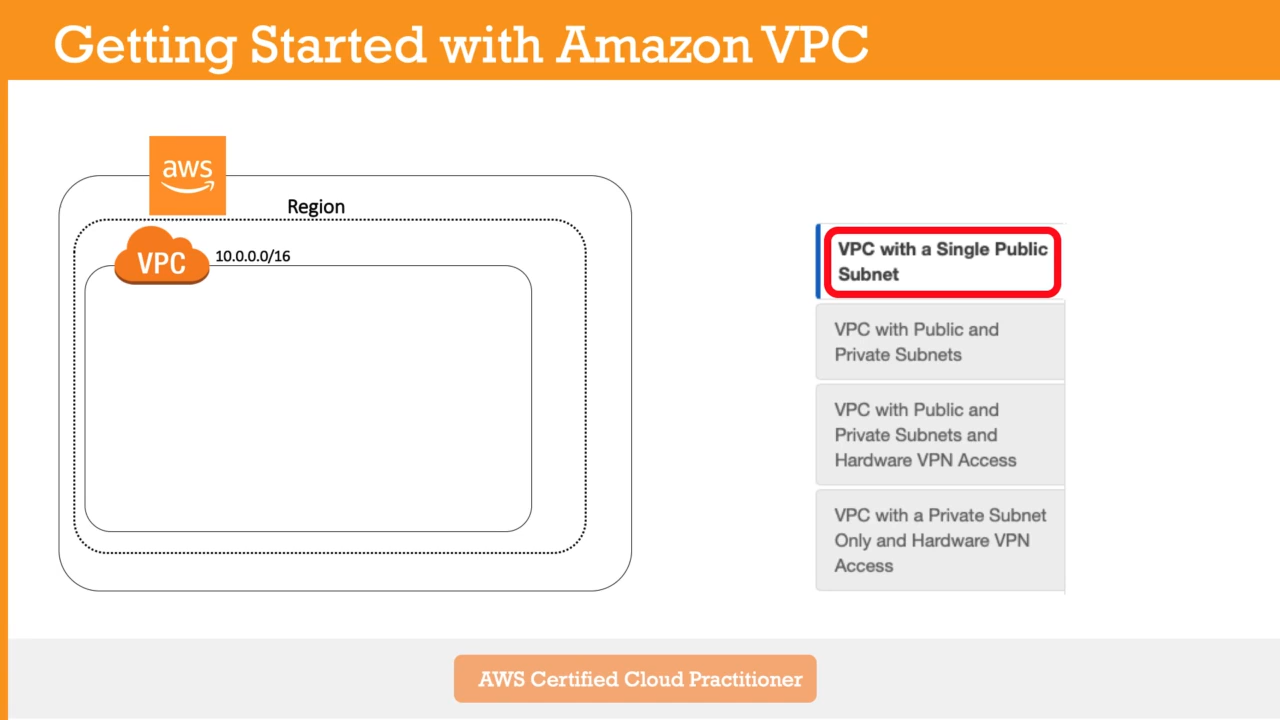 Getting Started with Amazon VPC
aws
Region
VPC
10.0.0.0/16
VPC with a Single Public
Subnet
VPC with Public and
Private Subnets
VPC with Public and
Private Subnets and
Hardware VPN Access
VPC with a Private Subnet
Only and Hardware VPN
Access
AWS Certified Cloud Practitioner